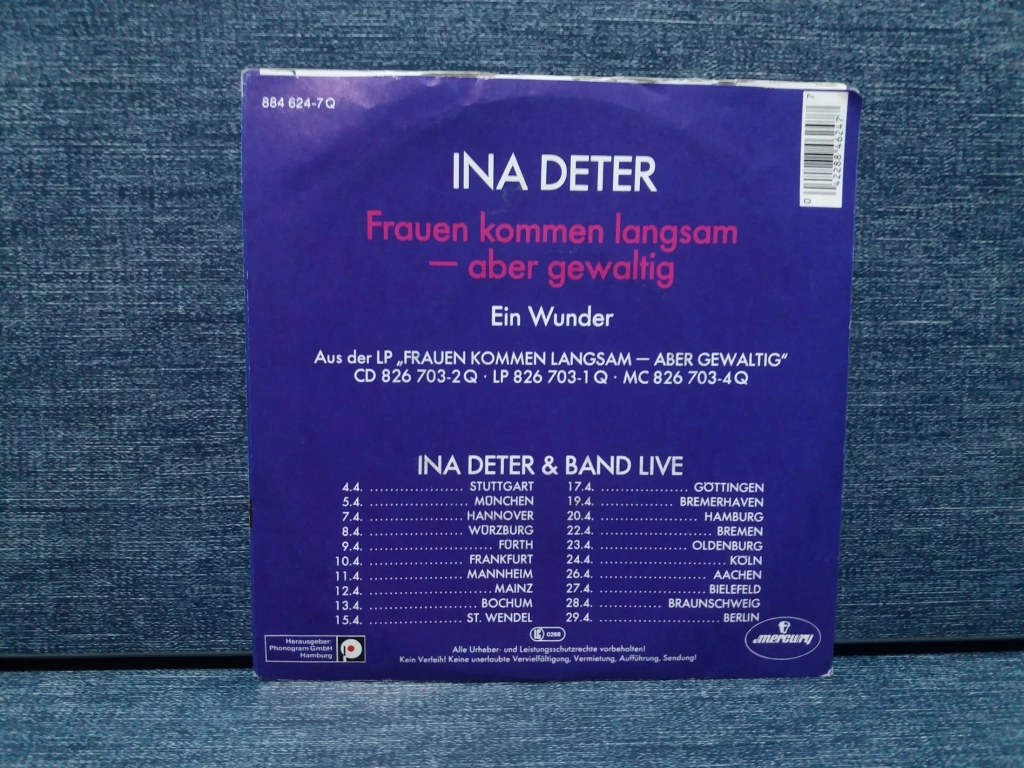 884 624-7 Q
7
42288 46247
0
INA DETER
Frauen kommen langsam
— aber gewaltig
Ein Wunder
Aus der LP „FRAUEN KOMMEN LANGSAM — ABER GEWALTIG“
CD 826 703-2 Q · LP 826 703-1 Q · MC 826 703-4 Q
INA DETER & BAND LIVE
4.4. .................... STUTTGART
5.4. .................... MÜNCHEN
7.4. .................... HANNOVER
8.4. .................... WÜRZBURG
9.4. .................... FÜRTH
10.4. .................... FRANKFURT
11.4. .................... MANNHEIM
12.4. .................... MAINZ
13.4. .................... BOCHUM
15.4. .................... ST. WENDEL
17.4. .................... GÖTTINGEN
19.4. .................... BREMERHAVEN
20.4. .................... HAMBURG
22.4. .................... BREMEN
23.4. .................... OLDENBURG
24.4. .................... KÖLN
26.4. .................... AACHEN
27.4. .................... BIELEFELD
28.4. .................... BRAUNSCHWEIG
29.4. .................... BERLIN
Herausgeber:
Phonogram GmbH
Hamburg
LC 0268
Alle Urheber- und Leistungsschutzrechte vorbehalten!
Kein Verleih! Keine unerlaubte Vervielfältigung, Vermietung, Aufführung, Sendung!
mercury